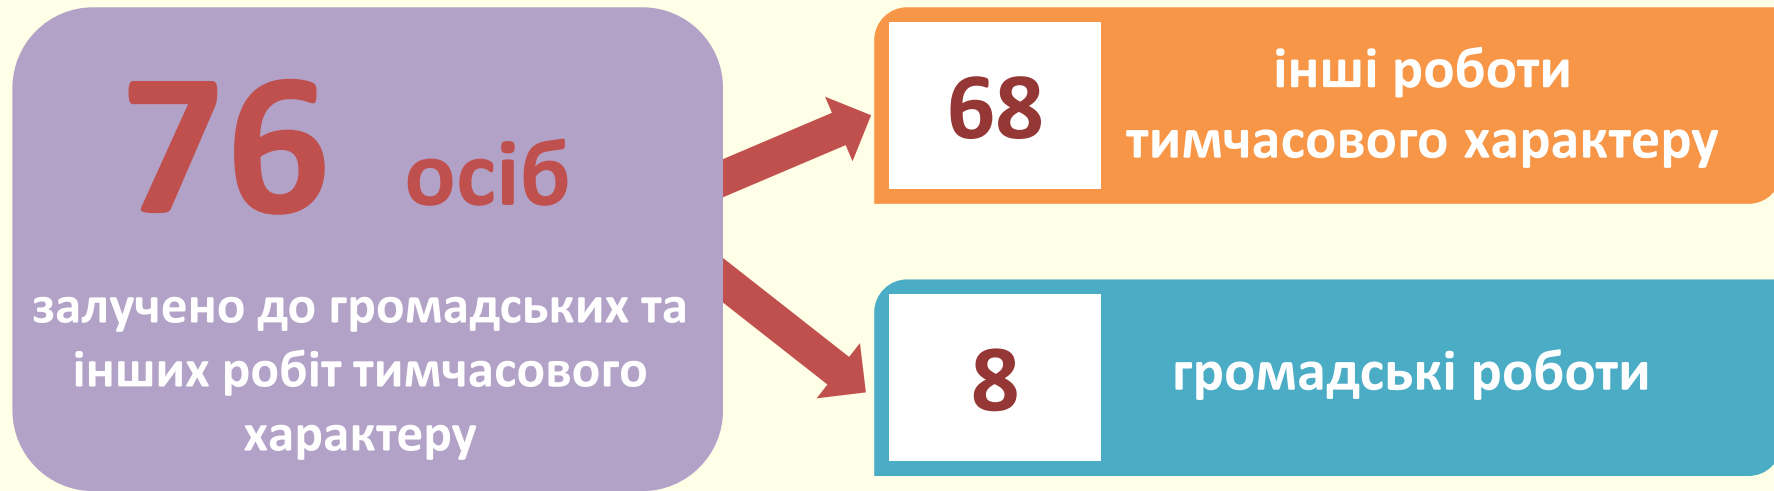 76 осіб
залучено до громадських та
інших робіт тимчасового
характеру
68
інші роботи
тимчасового характеру
8
громадські роботи